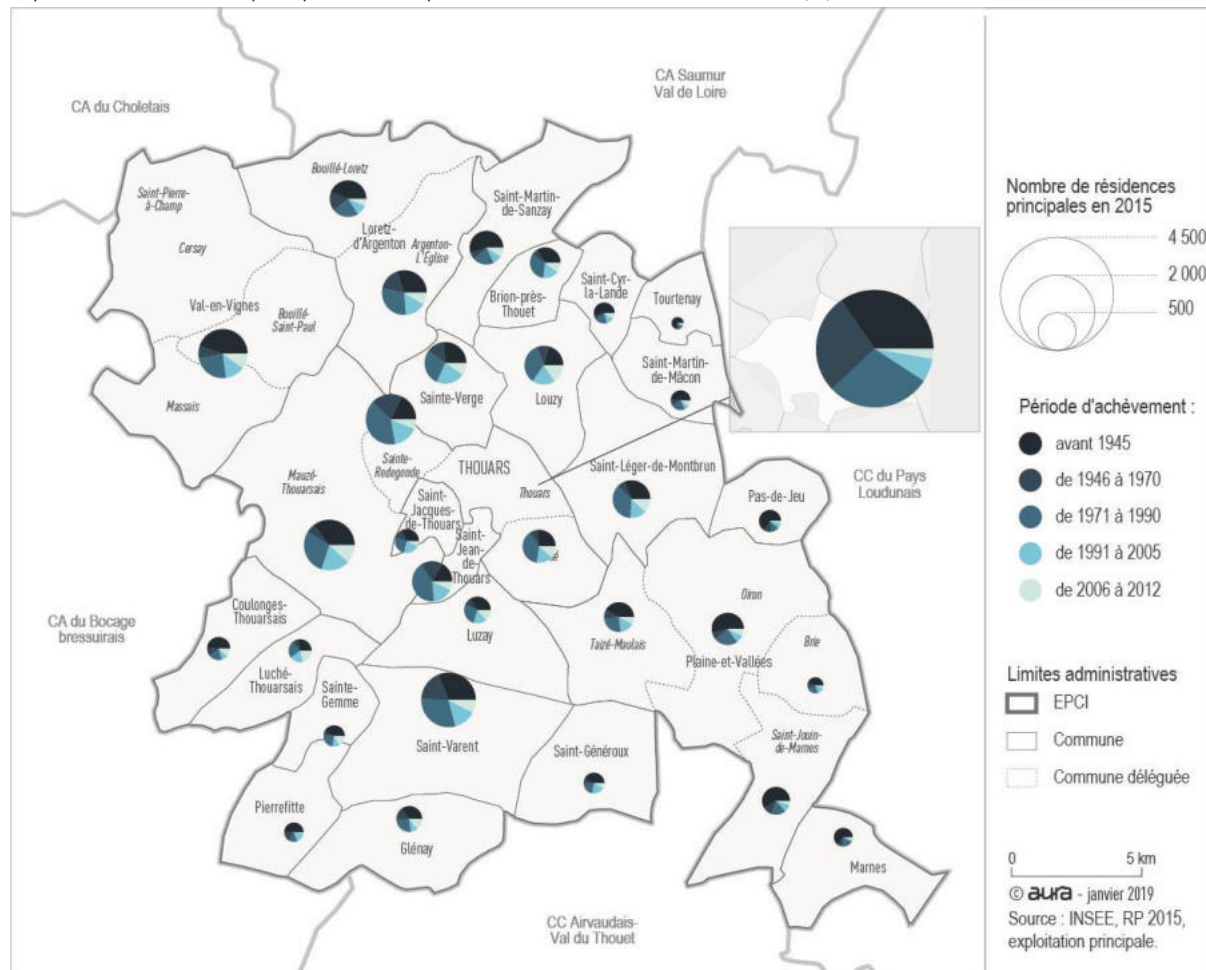 CA Saumur
Val de Loire
CA du Choletais
Bouillé-Loretz
Saint-Pierre-
à-Champ
Saint-Martin-
de-Sanzay
Cersay
Loretz-
d'Argenton
Argenton-
L'Église
Saint-Cyr-
la-Lande
Brion-près-
Thouet
Tourtenay
Val-en-Vignes
Bouillé-
Saint-Paul
Saint-Martin-
de-Mâcon
Massais
Sainte-Verge
Louzy
Sainte-
Radegonde
THOUARS
Thouars
Saint-Léger-de-Montbrun
Mauzé-
Thouarsais
Saint-
Jacques-
de-Thouars
Saint-
Jean-
de-
Thouars
Pas-de-Jeu
CC du Pays
Loudunais
CA du Bocage
bressuirais
Coulonges-
Thouarsais
Luzay
Taizé-Maulais
Oiron
Plaine-et-Vallées
Brie
Luché-
Thouarsais
Sainte-
Gemme
Saint-Varent
Saint-Généroux
Saint-Jouin-
de-Marnes
Pierrefitte
Glénay
Marnes
CC Airvaudais-
Val du Thouet
Nombre de résidences
principales en 2015
4 500
2 000
500
Période d'achèvement :
avant 1945
de 1946 à 1970
de 1971 à 1990
de 1991 à 2005
de 2006 à 2012
Limites administratives
EPCI
Commune
Commune déléguée
0 5 km
© aura - janvier 2019
Source : INSEE, RP 2015,
exploitation principale.